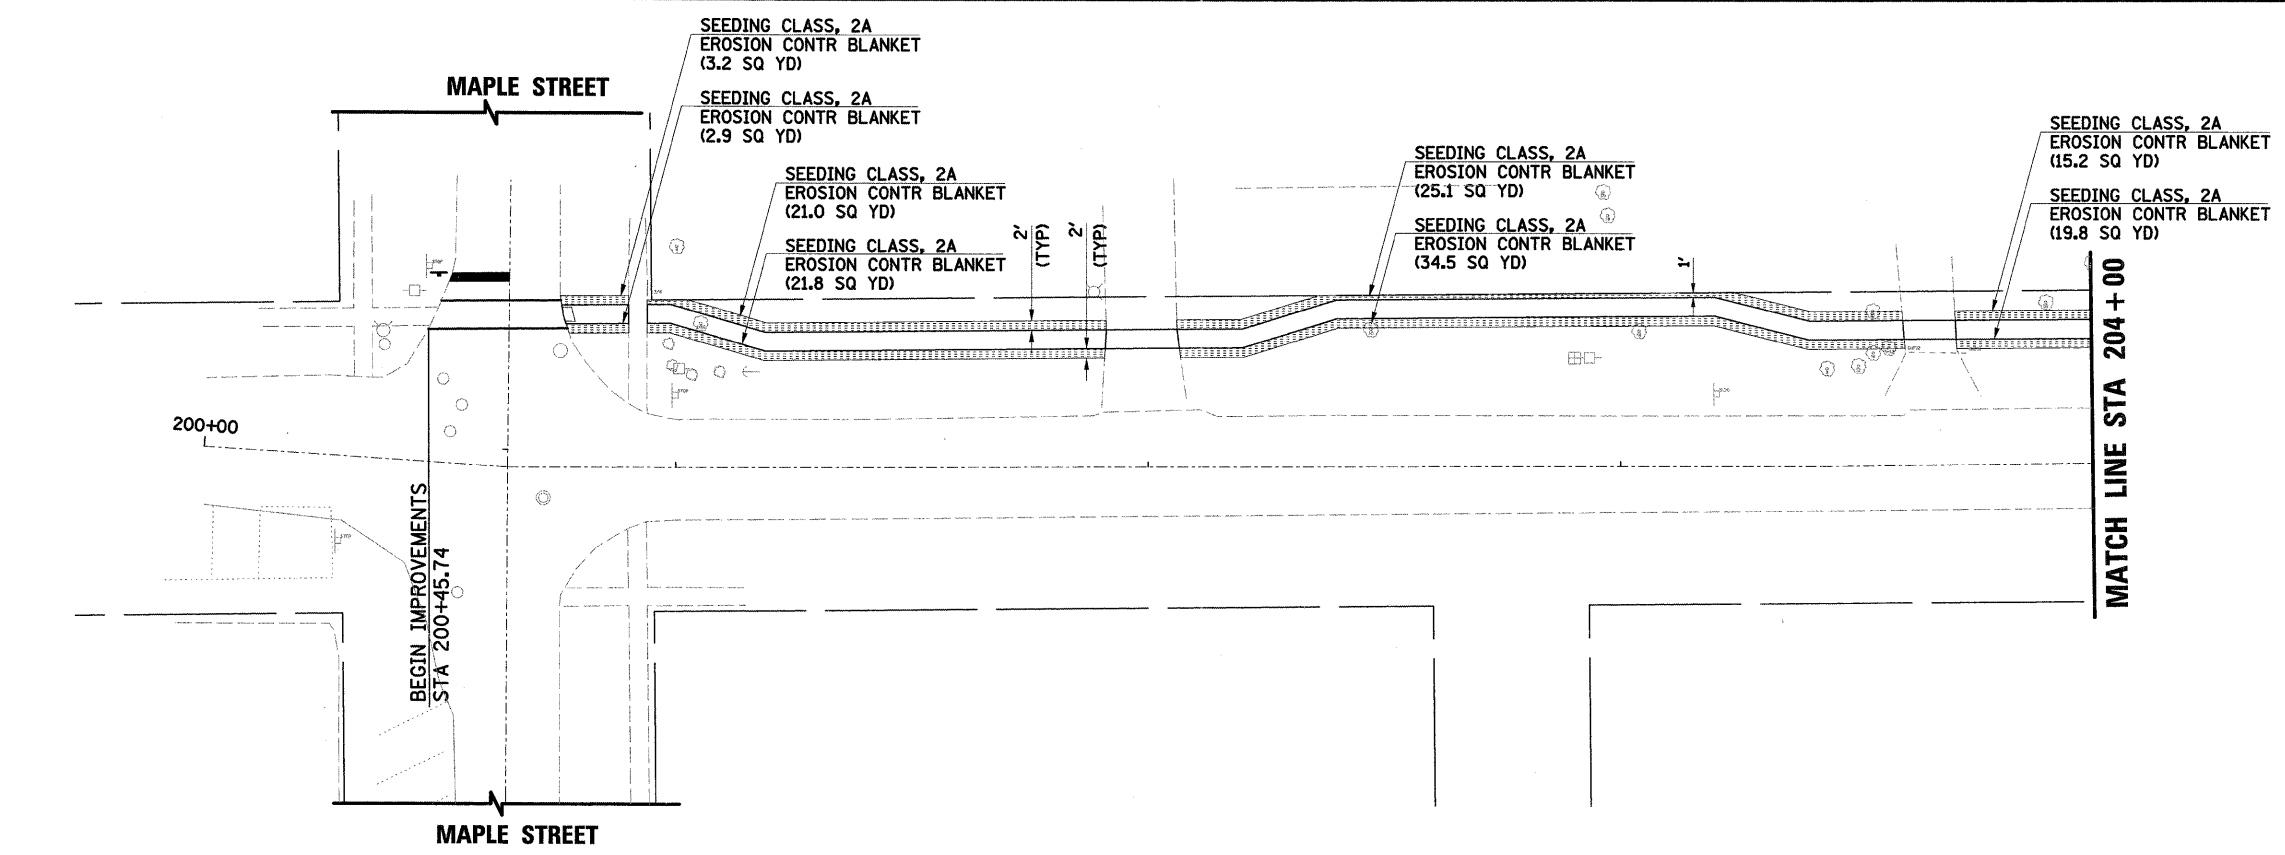 SEEDING CLASS, 2A
EROSION CONTR BLANKET
(3.2 SQ YD)
MAPLE STREET
SEEDING CLASS, 2A
EROSION CONTR BLANKET
(2.9 SQ YD)
SEEDING CLASS, 2A
EROSION CONTR BLANKET
(21.0 SQ YD)
SEEDING CLASS, 2A
EROSION CONTR BLANKET
(21.8 SQ YD)
2'
(TYP)
2'
(TYP)
SEEDING CLASS, 2A
EROSION CONTR BLANKET
(25.1 SQ YD)
SEEDING CLASS, 2A
EROSION CONTR BLANKET
(34.5 SQ YD)
1'
SEEDING CLASS, 2A
EROSION CONTR BLANKET
(15.2 SQ YD)
SEEDING CLASS, 2A
EROSION CONTR BLANKET
(19.8 SQ YD)
STOP
STOP
200+00
BEGIN IMPROVEMENTS
STA 200+45.74
STOP
MATCH LINE STA 204+00
MAPLE STREET